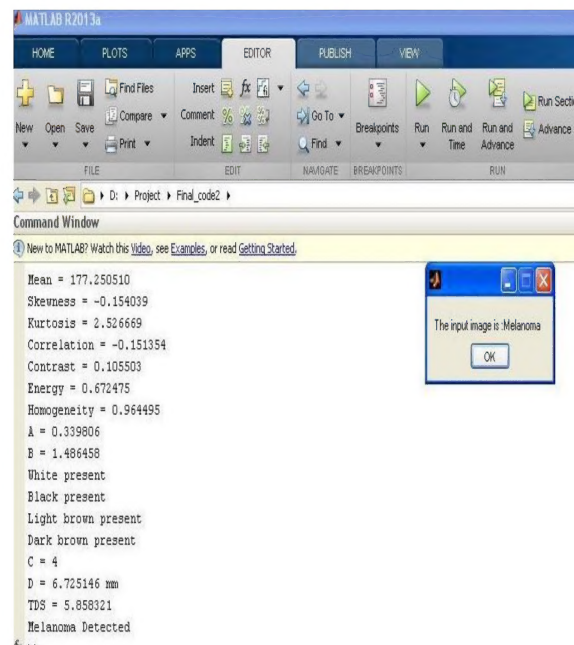 MATLAB R2013a
HOME PLOTS APPS EDITOR PUBLISH VIEW
New Open Save Find Files Compare Print
Insert fx Comment Indent
Go To Find
Breakpoints
Run Run and Time Run and Advance Run Secti Advance
FILE EDIT NAVIGATE BREAKPOINTS RUN
D: Project Final_code2
Command Window
New to MATLAB? Watch this Video, see Examples, or read Getting Started.
Mean = 177.250510
Skewness = -0.154039
Kurtosis = 2.526669
Correlation = -0.151354
Contrast = 0.105503
Energy = 0.672475
Homogeneity = 0.964495
A = 0.339806
B = 1.486458
White present
Black present
Light brown present
Dark brown present
C = 4
D = 6.725146 mm
TDS = 5.858321
Melanoma Detected
The input image is :Melanoma
OK